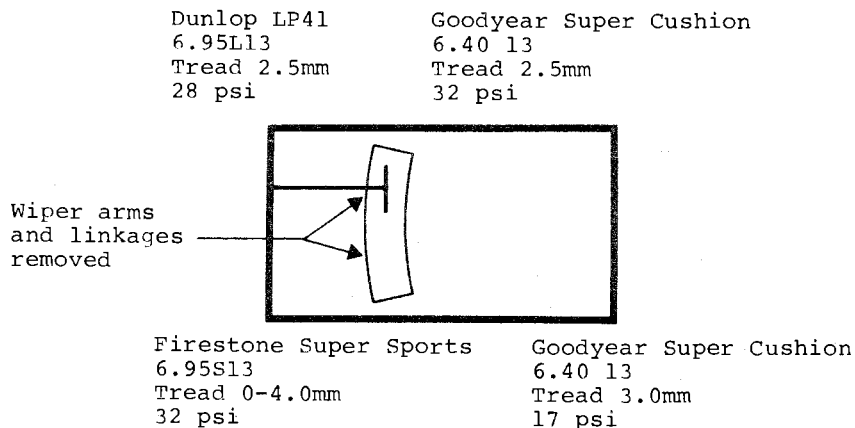 Dunlop LP41
6.95L13
Tread 2.5mm
28 psi
Goodyear Super Cushion
6.40 13
Tread 2.5mm
32 psi
Wiper arms
and linkages
removed
Firestone Super Sports
6.95S13
Tread 0-4.0mm
32 psi
Goodyear Super Cushion
6.40 13
Tread 3.0mm
17 psi